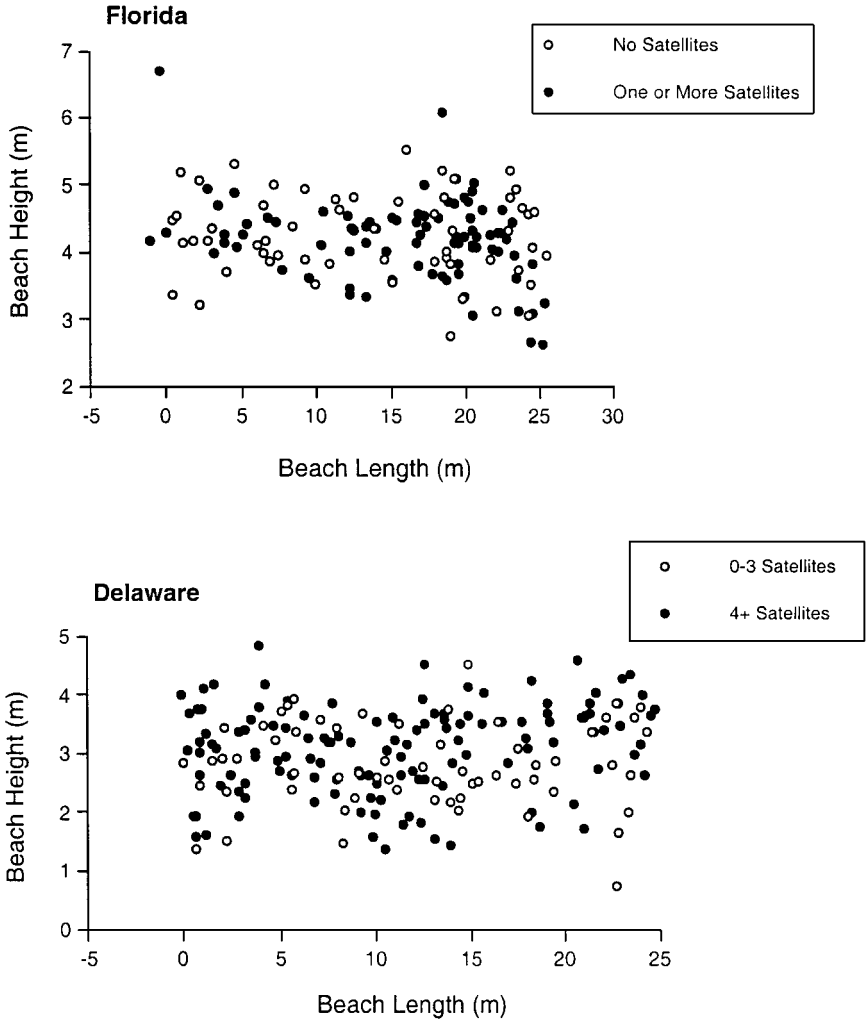 Florida
No Satellites
One or More Satellites
7
6
5
4
3
2
Beach Height (m)
-5 0 5 10 15 20 25 30
Beach Length (m)
0-3 Satellites
4+ Satellites
Delaware
5
4
3
2
1
0
Beach Height (m)
-5 0 5 10 15 20 25
Beach Length (m)